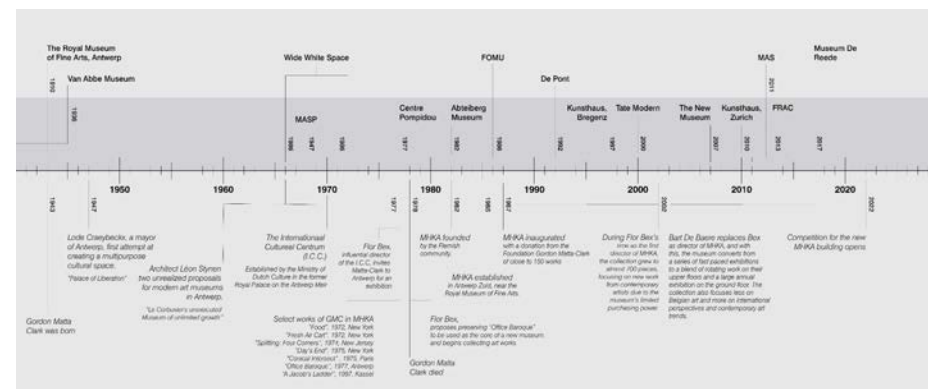 The Royal Museum
of Fine Arts, Antwerp
1810
Van Abbe Museum
1936
Wide White Space
1966
MASP
1947
FOMU
1986
De Pont
1992
MAS
2011
Museum De
Reede
2017
Centre
Pompidou
1977
Abteiberg
Museum
1982
Kunsthaus,
Bregenz
1997
Tate Modern
2000
The New
Museum
2007
Kunsthaus,
Zurich
2010
FRAC
2013
1950
1960
1970
1980
1990
2000
2010
2020
1943
1947
1977
1978
1982
1985
1987
2002
2022
Lode Craeybeckx, a mayor
of Antwerp, first attempt at
creating a multipurpose
cultural space.
"Palace of Liberation"
Architect Léon Stynen
two unrealized proposals
for modern art museums
in Antwerp.
"Le Corbusier's unexecuted
Museum of unlimited growth"
The Internationaal
Cultureel Centrum
(I.C.C.)
Established by the Ministry of
Dutch Culture in the former
Royal Palace on the Antwerp Meir
Flor Bex,
influential director
of the I.C.C, invites
Matta-Clark to
Antwerp for an
exhibition.
MHKA founded
by the Flemish
community.
MHKA established
in Antwerp Zuid, near the
Royal Museum of Fine Arts.
MHKA inaugurated
with a donation from the
Foundation Gordon Matta-Clark
of close to 150 works
During Flor Bex's
time as the first
director of MHKA,
the collection grew to
almost 700 pieces,
focusing on new work
from contemporary
artists due to the
museum's limited
purchasing power.
Bart De Baere replaces Bex
as director of MHKA, and with
this, the museum converts from
a series of fast paced exhibitions
to a blend of rotating work on their
upper floors and a large annual
exhibition on the ground floor. The
collection also focuses less on
Belgian art and more on international
perspectives and contemporary art
trends.
Competition for the new
MHKA building opens
Gordon Matta
Clark was born
Select works of GMC in MHKA
"Food", 1972, New York
"Fresh Air Cart", 1972, New York
"Splitting: Four Corners", 1974, New Jersey
"Day's End", 1975, New York
"Conical Intersect", 1975, Paris
"Office Baroque", 1977, Antwerp
"A Jacob's Ladder", 1997, Kassel
Flor Bex,
proposes preserving "Office Baroque"
to be used as the core of a new museum,
and begins collecting art works.
Gordon Matta
Clark died